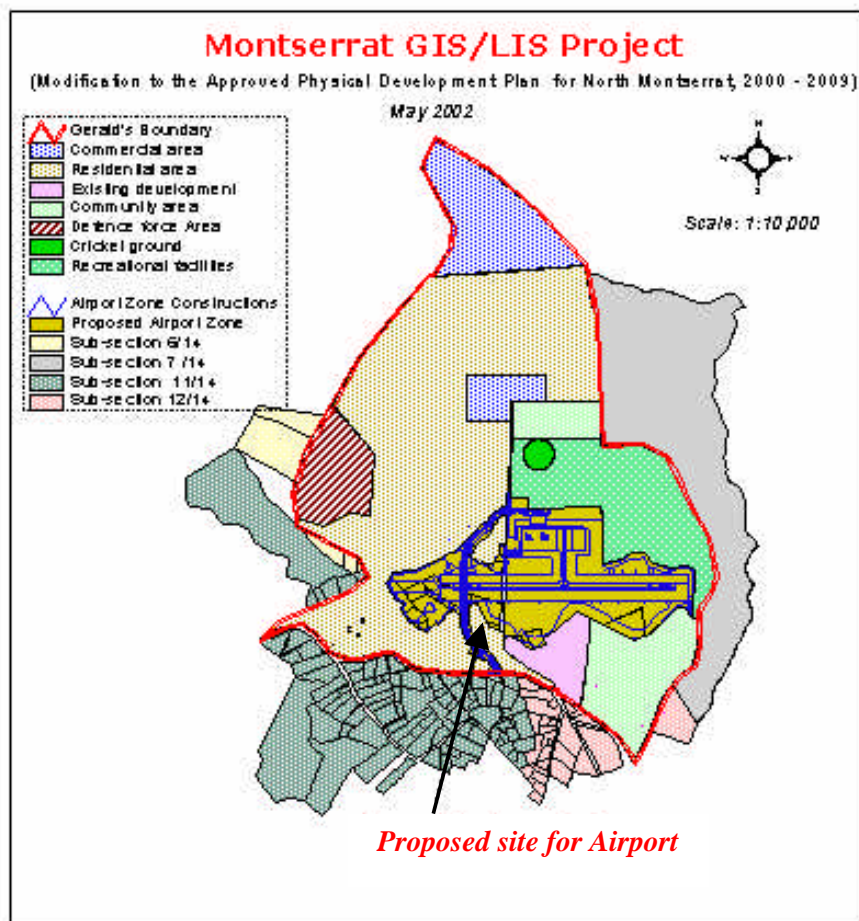 Montserrat GIS/LIS Project
(Modification to the Approved Physical Development Plan for North Montserrat, 2000 - 2009)
May 2002
Gerald's Boundary
Commercial area
Residential area
Existing development
Community area
Defence force Area
Cricket ground
Recreational facilities
Airport Zone Constructions
Proposed Airport Zone
Sub-section 6/14
Sub-section 7/14
Sub-section 11/14
Sub-section 12/14
N
S
Scale: 1:10,000
Proposed site for Airport